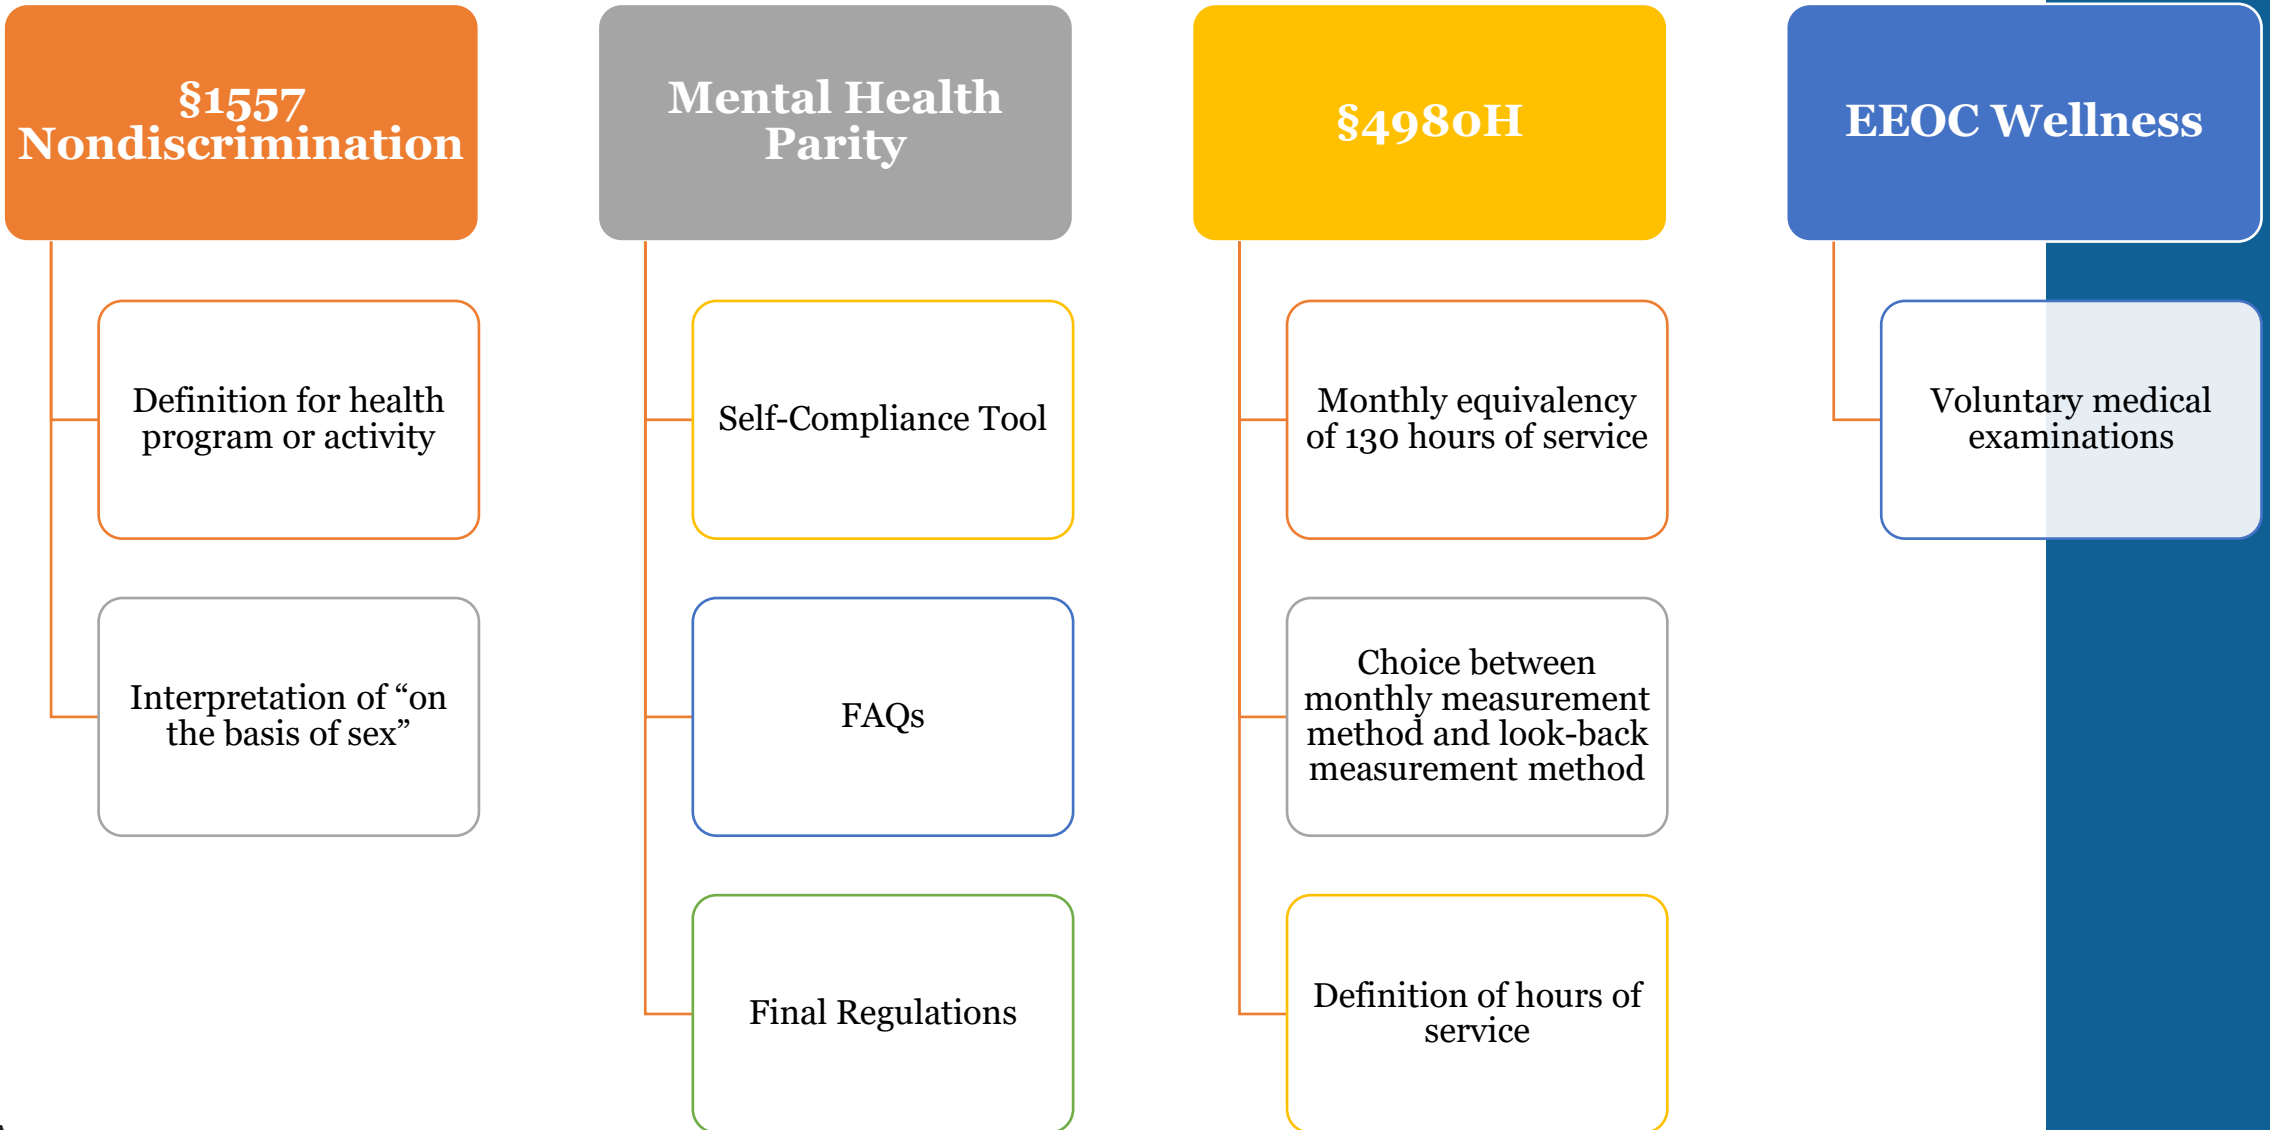 §1557
Nondiscrimination
Definition for health
program or activity
Interpretation of “on
the basis of sex”
Mental Health
Parity
Self-Compliance Tool
FAQs
Final Regulations
§4980H
Monthly equivalency
of 130 hours of service
Choice between
monthly measurement
method and look-back
measurement method
Definition of hours of
service
EEOC Wellness
Voluntary medical
examinations